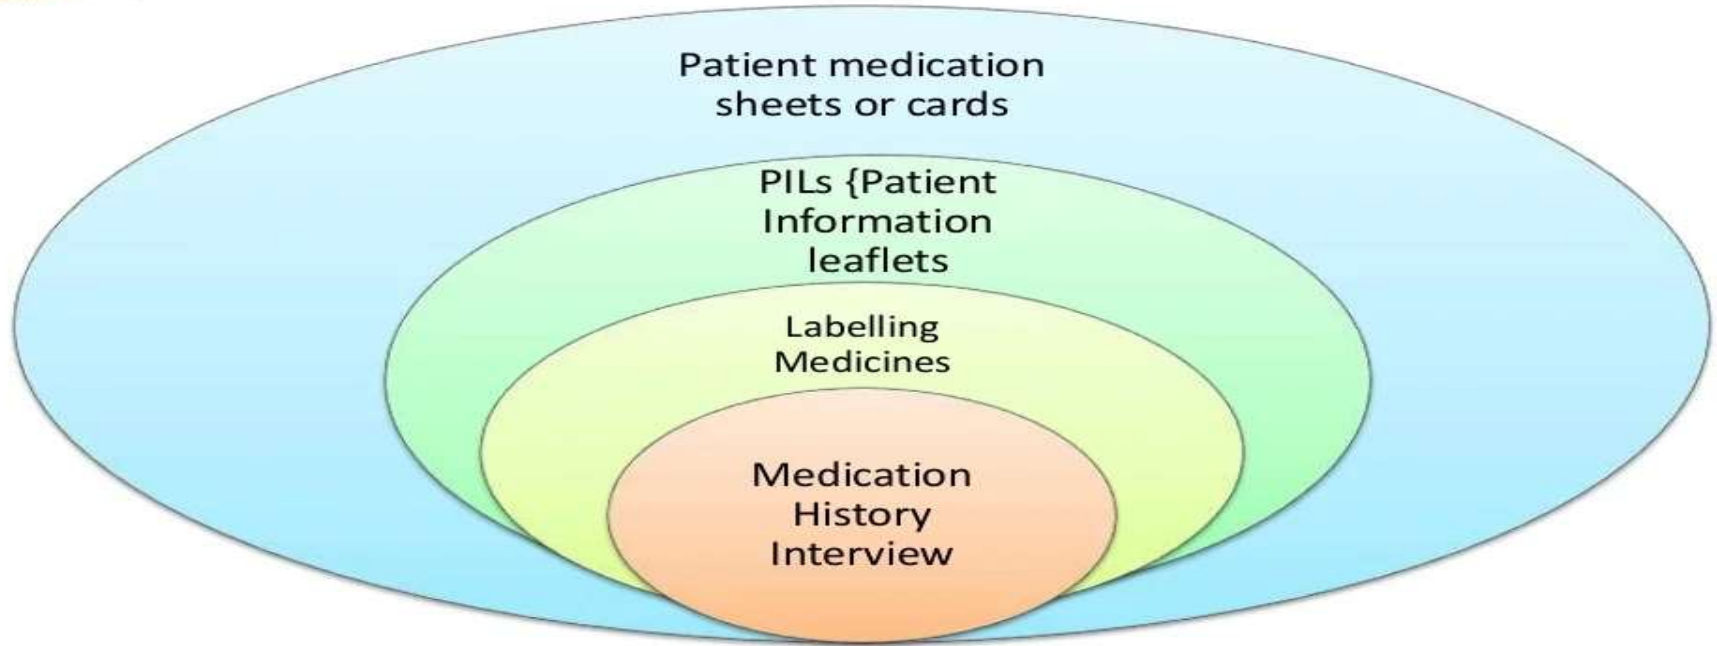 Patient medication
sheets or cards
PILs {Patient
Information
leaflets
Labelling
Medicines
Medication
History
Interview